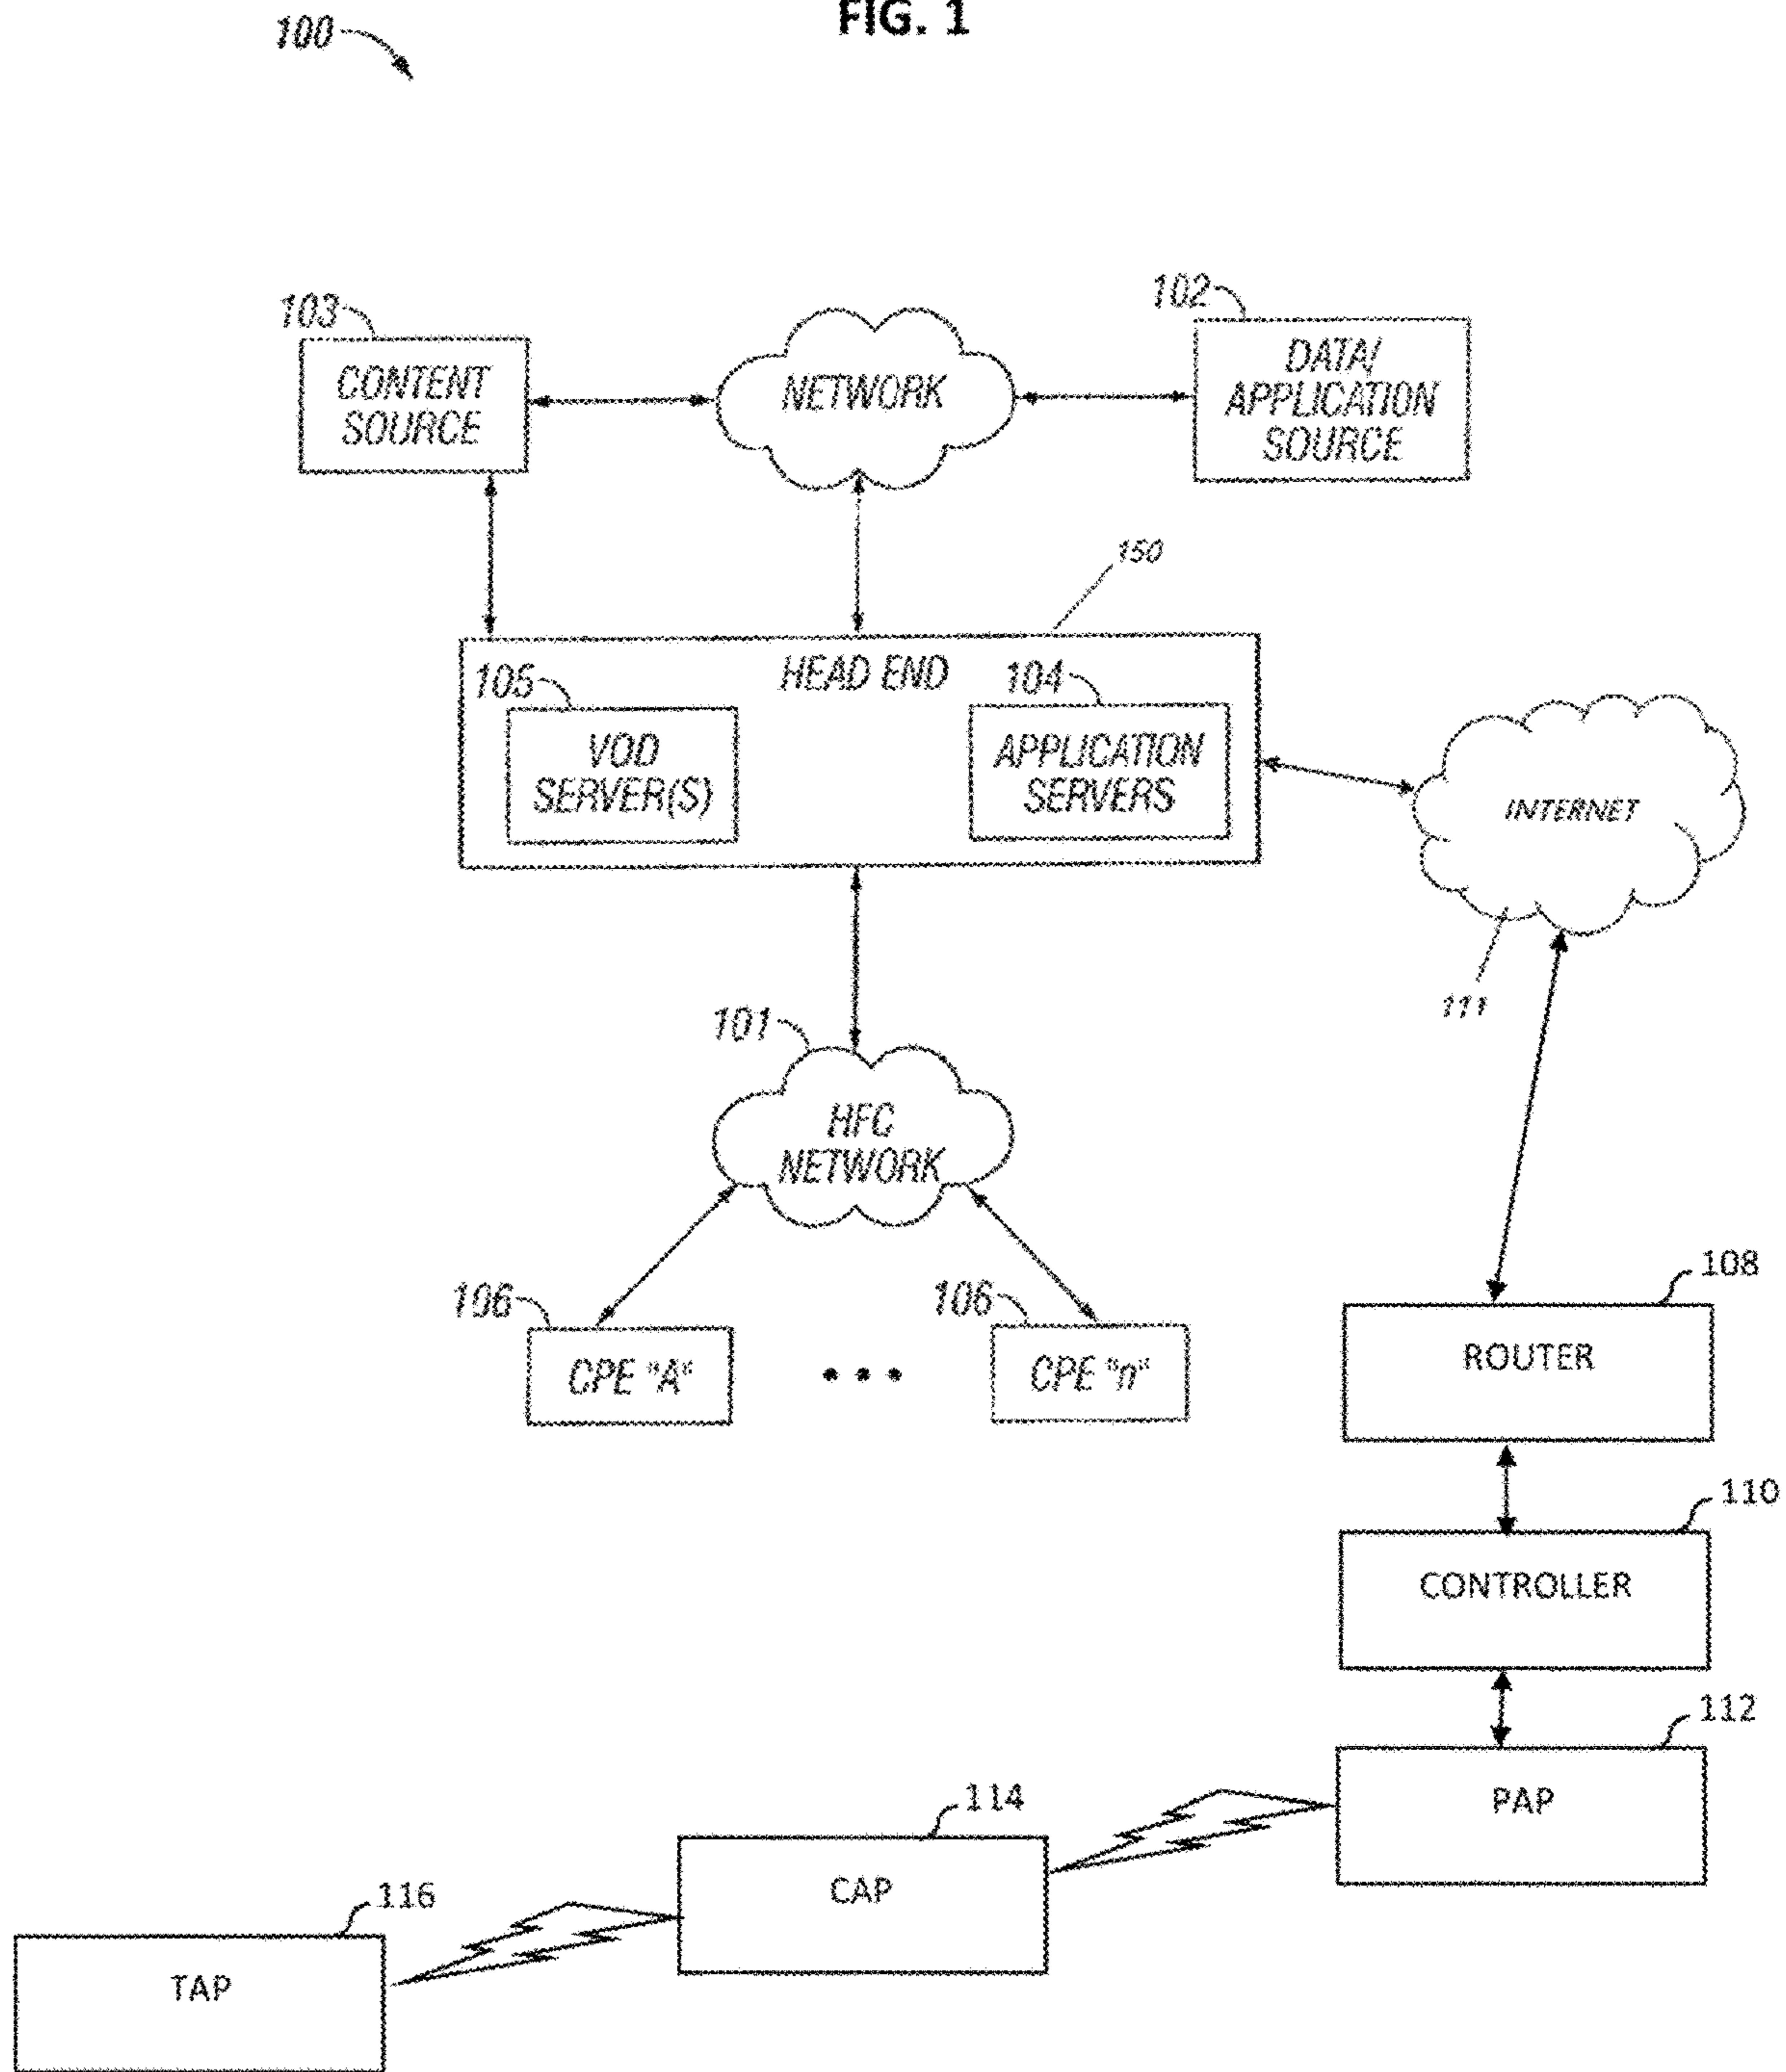 FIG. 1
100
103
CONTENT
SOURCE
NETWORK
102
DATA/
APPLICATION
SOURCE
150
HEAD END
105
VOD
SERVER(S)
104
APPLICATION
SERVERS
INTERNET
111
101
HFC
NETWORK
106
CPE "A"
106
CPE "n"
108
ROUTER
110
CONTROLLER
112
PAP
114
CAP
116
TAP